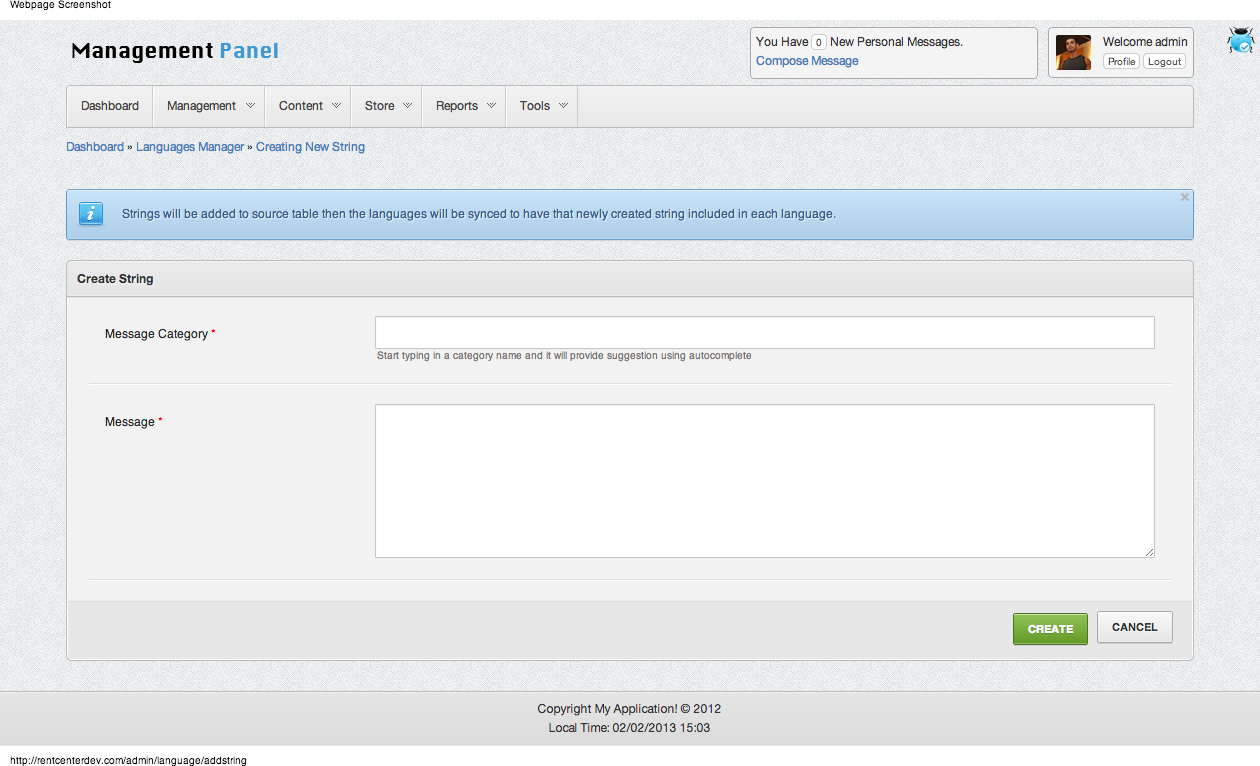 Webpage Screenshot
Management Panel
You Have 0 New Personal Messages.
Compose Message
Welcome admin
Profile Logout
Dashboard Management Content Store Reports Tools
Dashboard » Languages Manager » Creating New String
Strings will be added to source table then the languages will be synced to have that newly created string included in each language.
Create String
Message Category *
Start typing in a category name and it will provide suggestion using autocomplete
Message *
CREATE CANCEL
Copyright My Application! © 2012
Local Time: 02/02/2013 15:03
http://rentcenterdev.com/admin/language/addstring